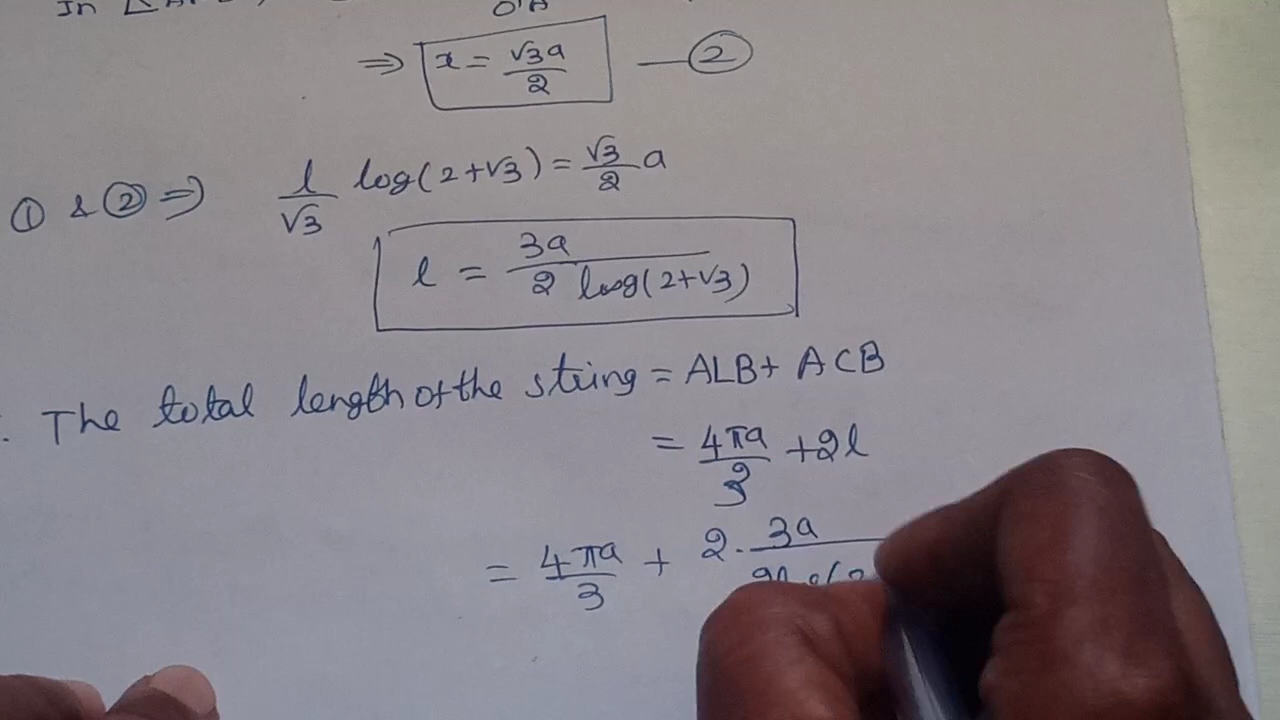 In
⇒ x = √3a/2 — ②
① & ② ⇒ l/√3 log(2+√3) = √3/2 a
l = 3a / 2 log(2+√3)
The total length of the string = ALB + ACB
= 4πa/3 + 2l
= 4πa/3 + 2. 3a/